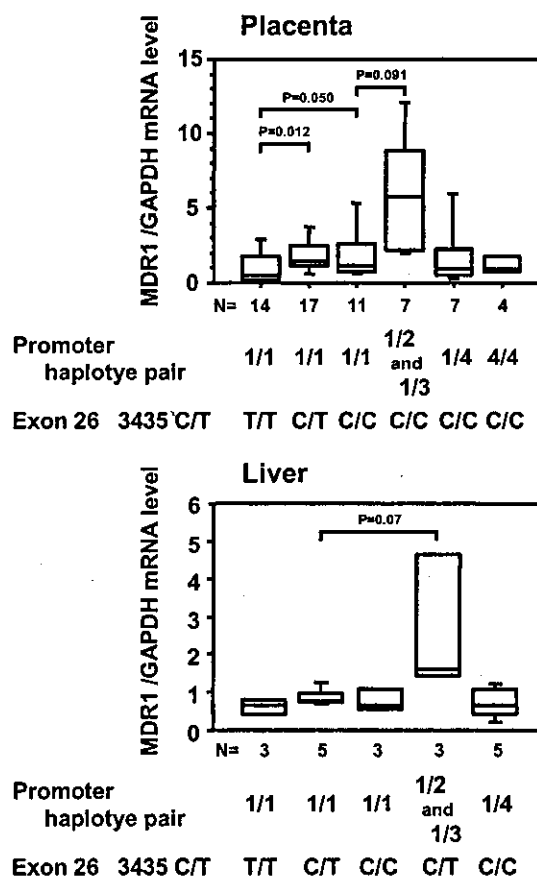 Placenta
MDR1 /GAPDH mRNA level
15
10
5
0
P=0.091
P=0.050
P=0.012
N= 14 17 11 7 7 4
Promoter haplotye pair 1/1 1/1 1/1 1/2 and 1/3 1/4 4/4
Exon 26 3435 C/T T/T C/T C/C C/C C/C C/C
Liver
MDR1 /GAPDH mRNA level
6
5
4
3
2
1
0
P=0.07
N= 3 5 3 3 5
Promoter haplotye pair 1/1 1/1 1/1 1/2 and 1/3 1/4
Exon 26 3435 C/T T/T C/T C/C C/T C/C